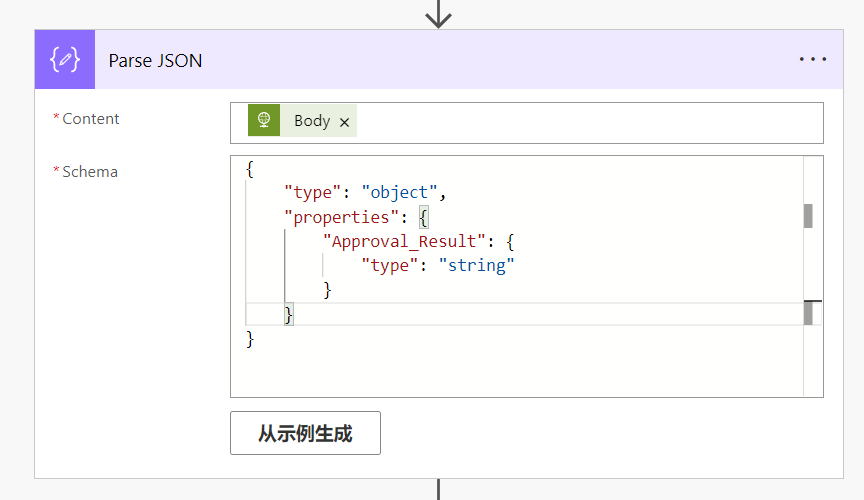 Parse JSON
* Content
Body ×
* Schema
{
    "type": "object",
    "properties": {
        "Approval_Result": {
            "type": "string"
        }
    }
}
从示例生成